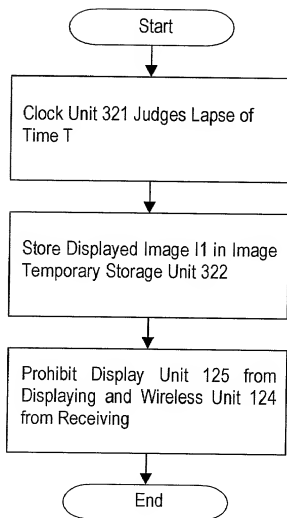 Start
Clock Unit 321 Judges Lapse of
Time T
Store Displayed Image I1 in Image
Temporary Storage Unit 322
Prohibit Display Unit 125 from
Displaying and Wireless Unit 124
from Receiving
End